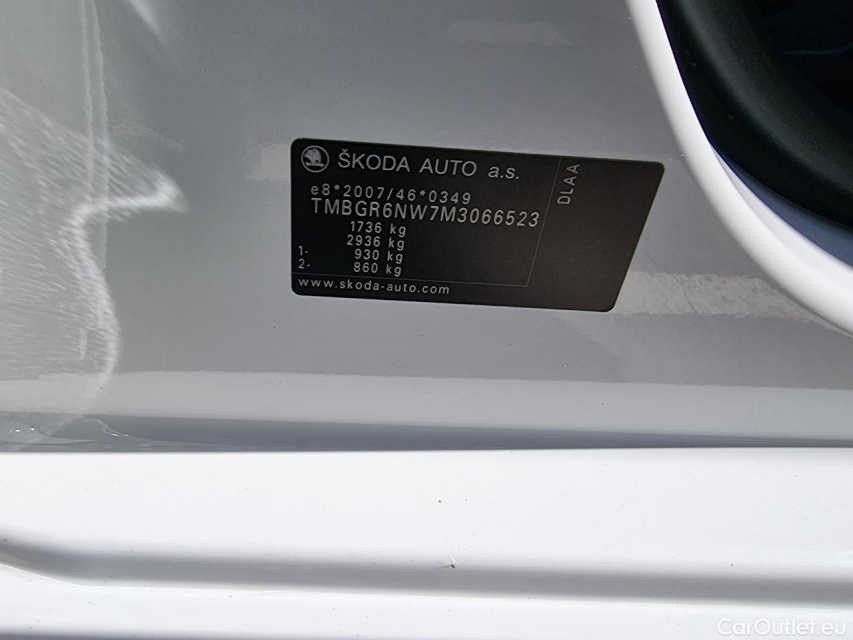 ŠKODA AUTO a.s.
DLAA
e8*2007/46*0349
TMBGR6NW7M3066523
1736 kg
2936 kg
1- 930 kg
2- 860 kg
www.skoda-auto.com
CarOutlet.eu